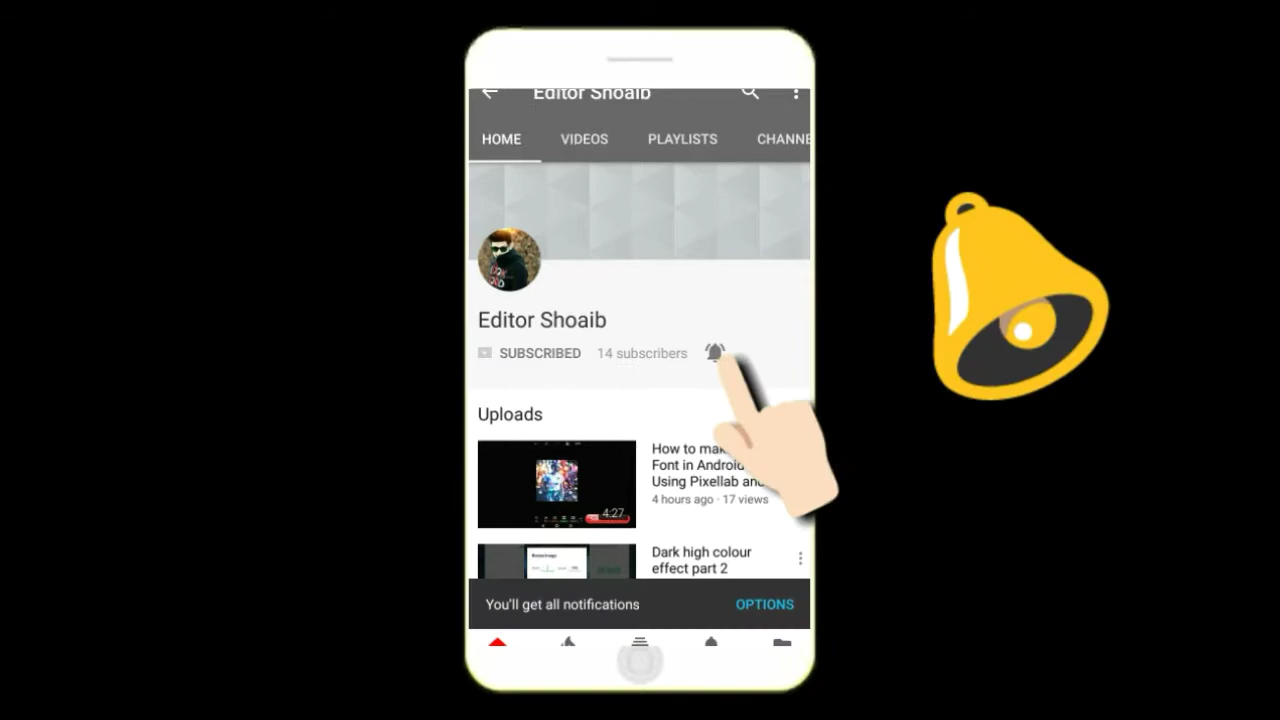 Editor Shoaib
HOME VIDEOS PLAYLISTS CHANNE
Editor Shoaib
SUBSCRIBED 14 subscribers
Uploads
How to mak
Font in Android
Using Pixellab and
4 hours ago · 17 views
4:27
Dark high colour
effect part 2
You'll get all notifications OPTIONS